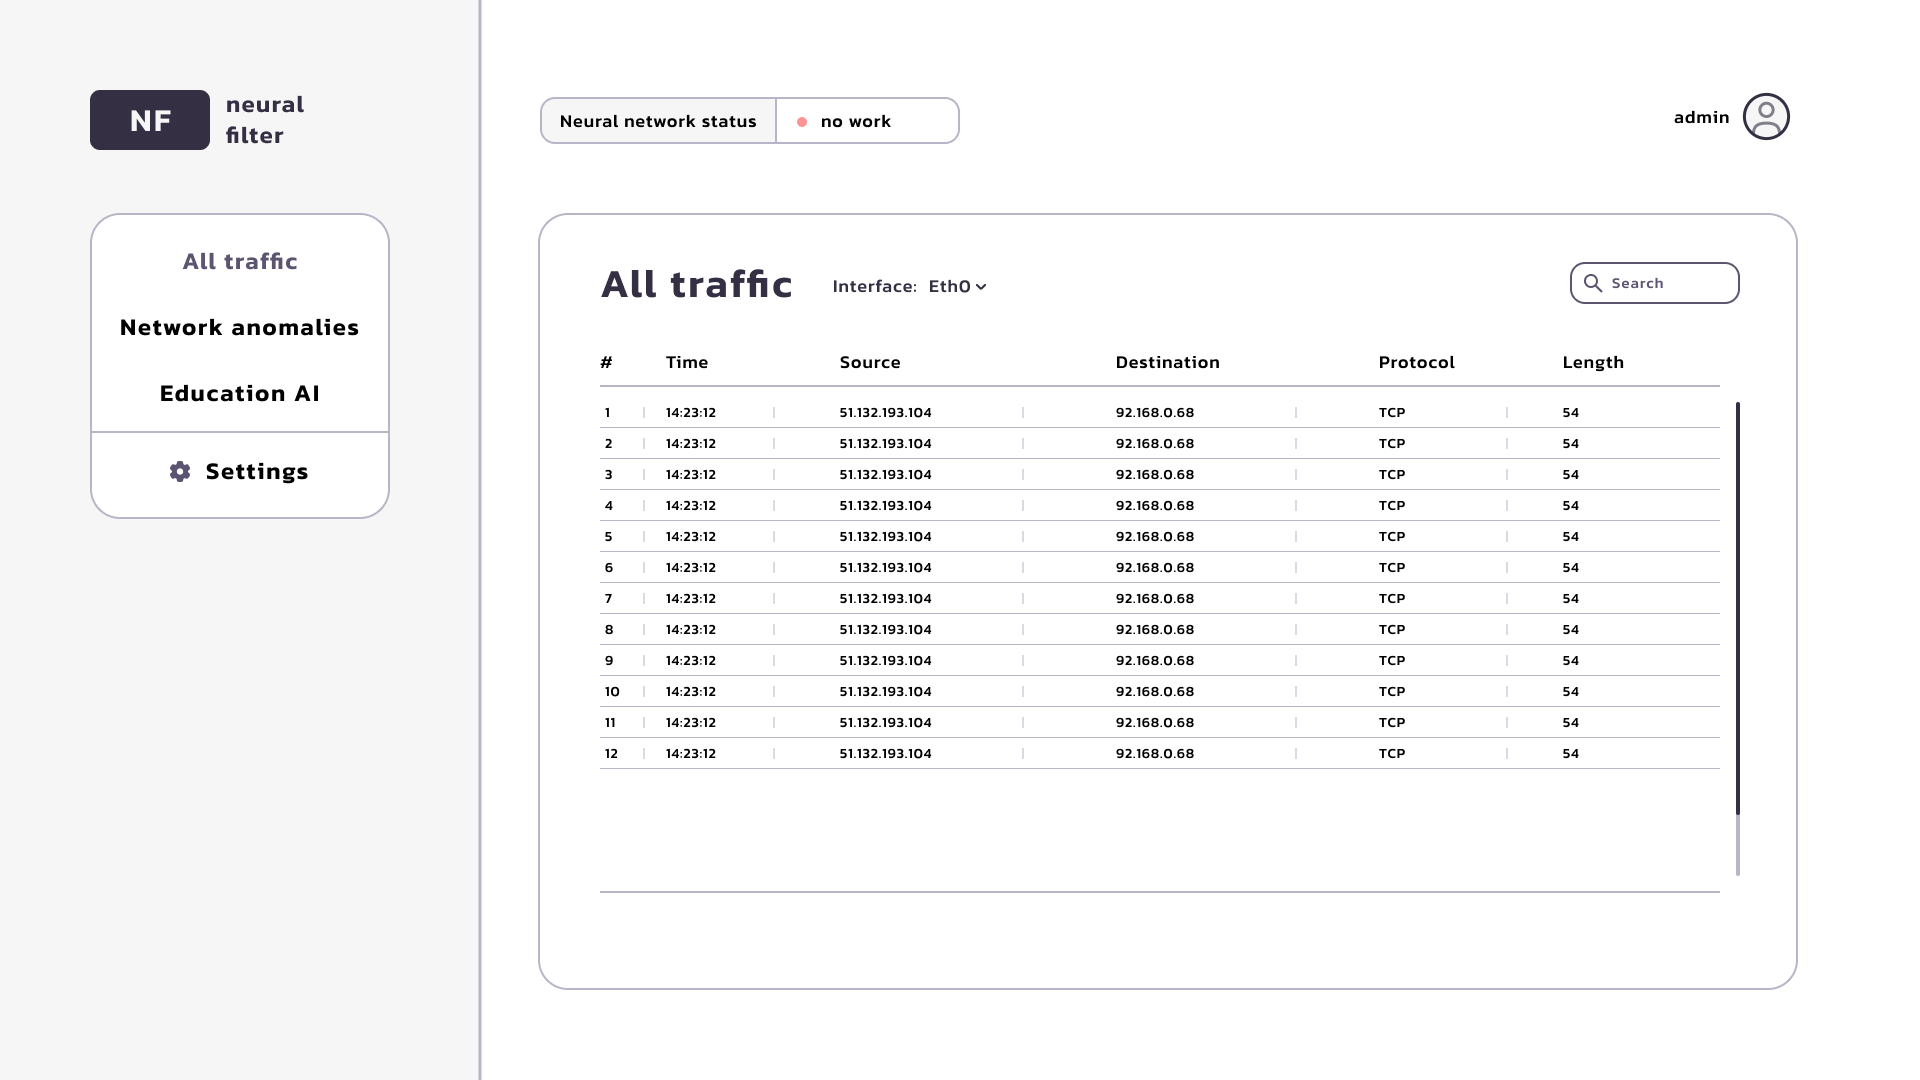 NF
neural
filter
Neural network status
no work
admin
All traffic
Network anomalies
Education AI
Settings
All traffic
Interface: Eth0
Search
# Time Source Destination Protocol Length
1 14:23:12 51.132.193.104 92.168.0.68 TCP 54
2 14:23:12 51.132.193.104 92.168.0.68 TCP 54
3 14:23:12 51.132.193.104 92.168.0.68 TCP 54
4 14:23:12 51.132.193.104 92.168.0.68 TCP 54
5 14:23:12 51.132.193.104 92.168.0.68 TCP 54
6 14:23:12 51.132.193.104 92.168.0.68 TCP 54
7 14:23:12 51.132.193.104 92.168.0.68 TCP 54
8 14:23:12 51.132.193.104 92.168.0.68 TCP 54
9 14:23:12 51.132.193.104 92.168.0.68 TCP 54
10 14:23:12 51.132.193.104 92.168.0.68 TCP 54
11 14:23:12 51.132.193.104 92.168.0.68 TCP 54
12 14:23:12 51.132.193.104 92.168.0.68 TCP 54